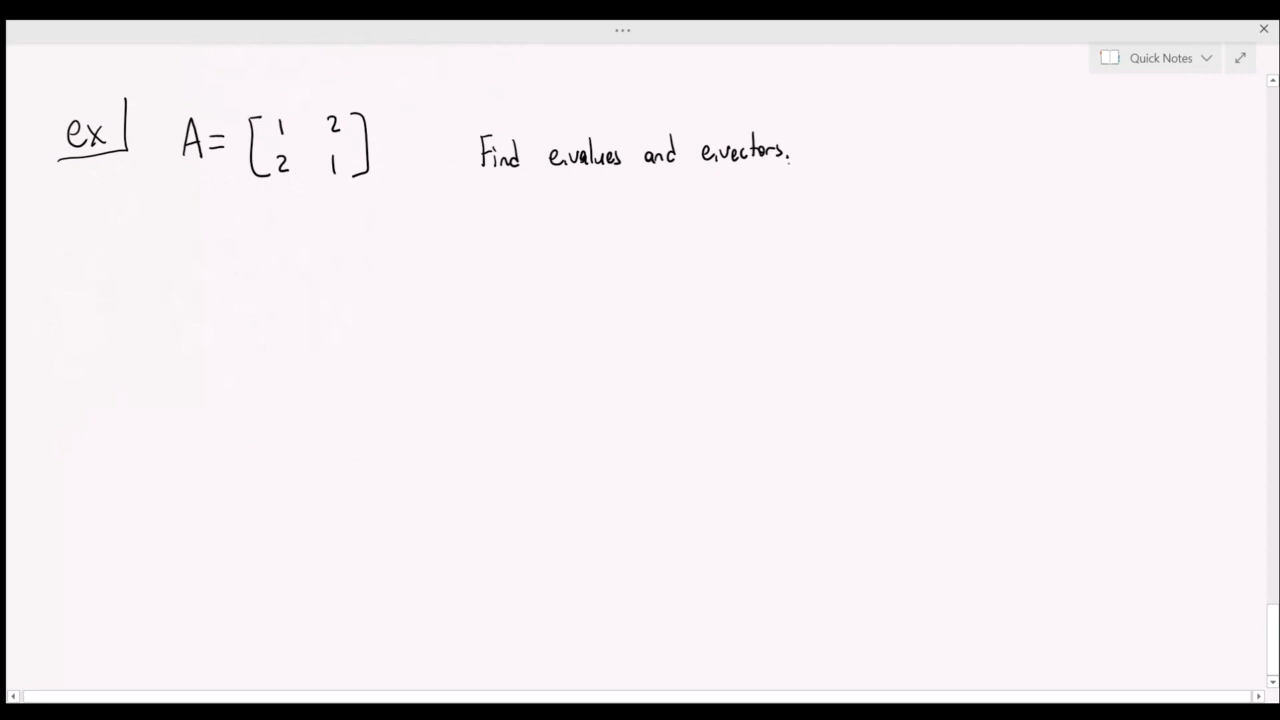 Quick Notes
ex A = [1 2 Find e.values and e.vectors.
2 1]